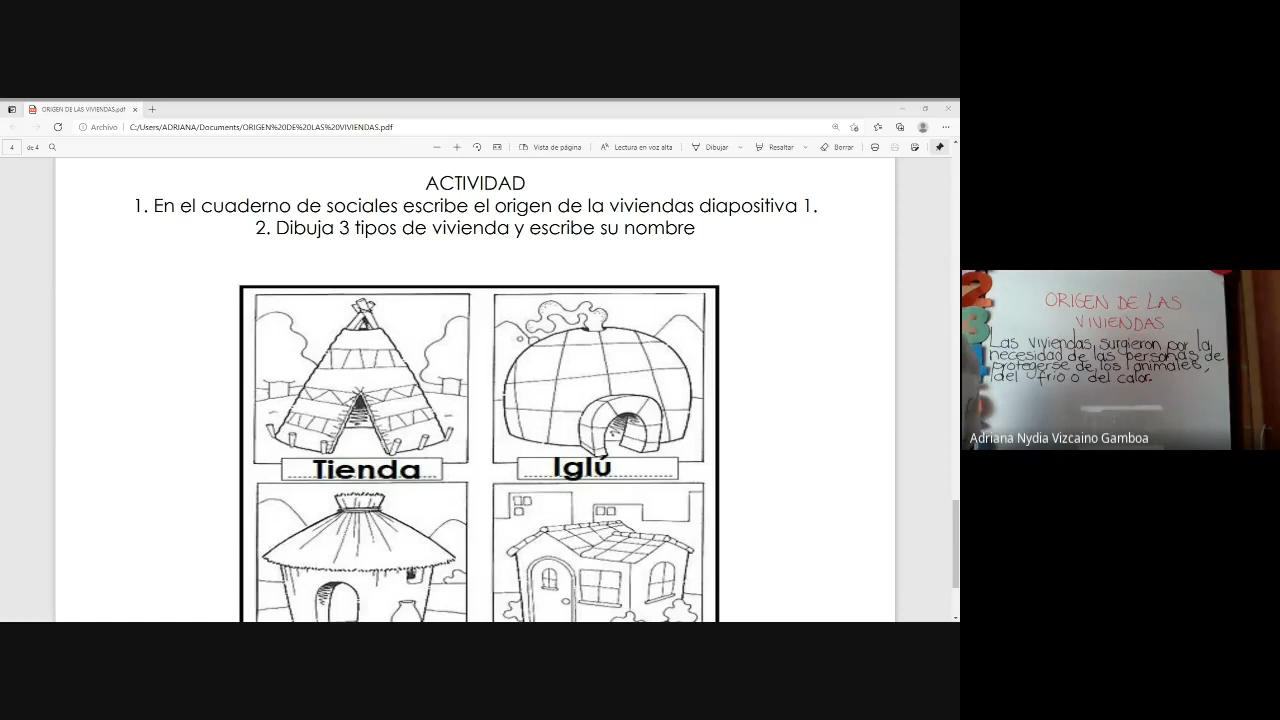 ORIGEN DE LAS VIVIENDAS.pdf
Archivo
C:/Users/ADRIANA/Documents/ORIGEN%20DE%20LAS%20VIVIENDAS.pdf
4 de 4
Vista de página
Lectura en voz alta
Dibujar
Resaltar
Borrar
ACTIVIDAD
1. En el cuaderno de sociales escribe el origen de la viviendas diapositiva 1.
2. Dibuja 3 tipos de vivienda y escribe su nombre
Tienda
Iglú
2
3
ORIGEN DE LAS
VIVIENDAS
Las viviendas surgieron por la
necesidad de las personas de
protegerse de los animales,
del frio o del calor.
Adriana Nydia Vizcaino Gamboa